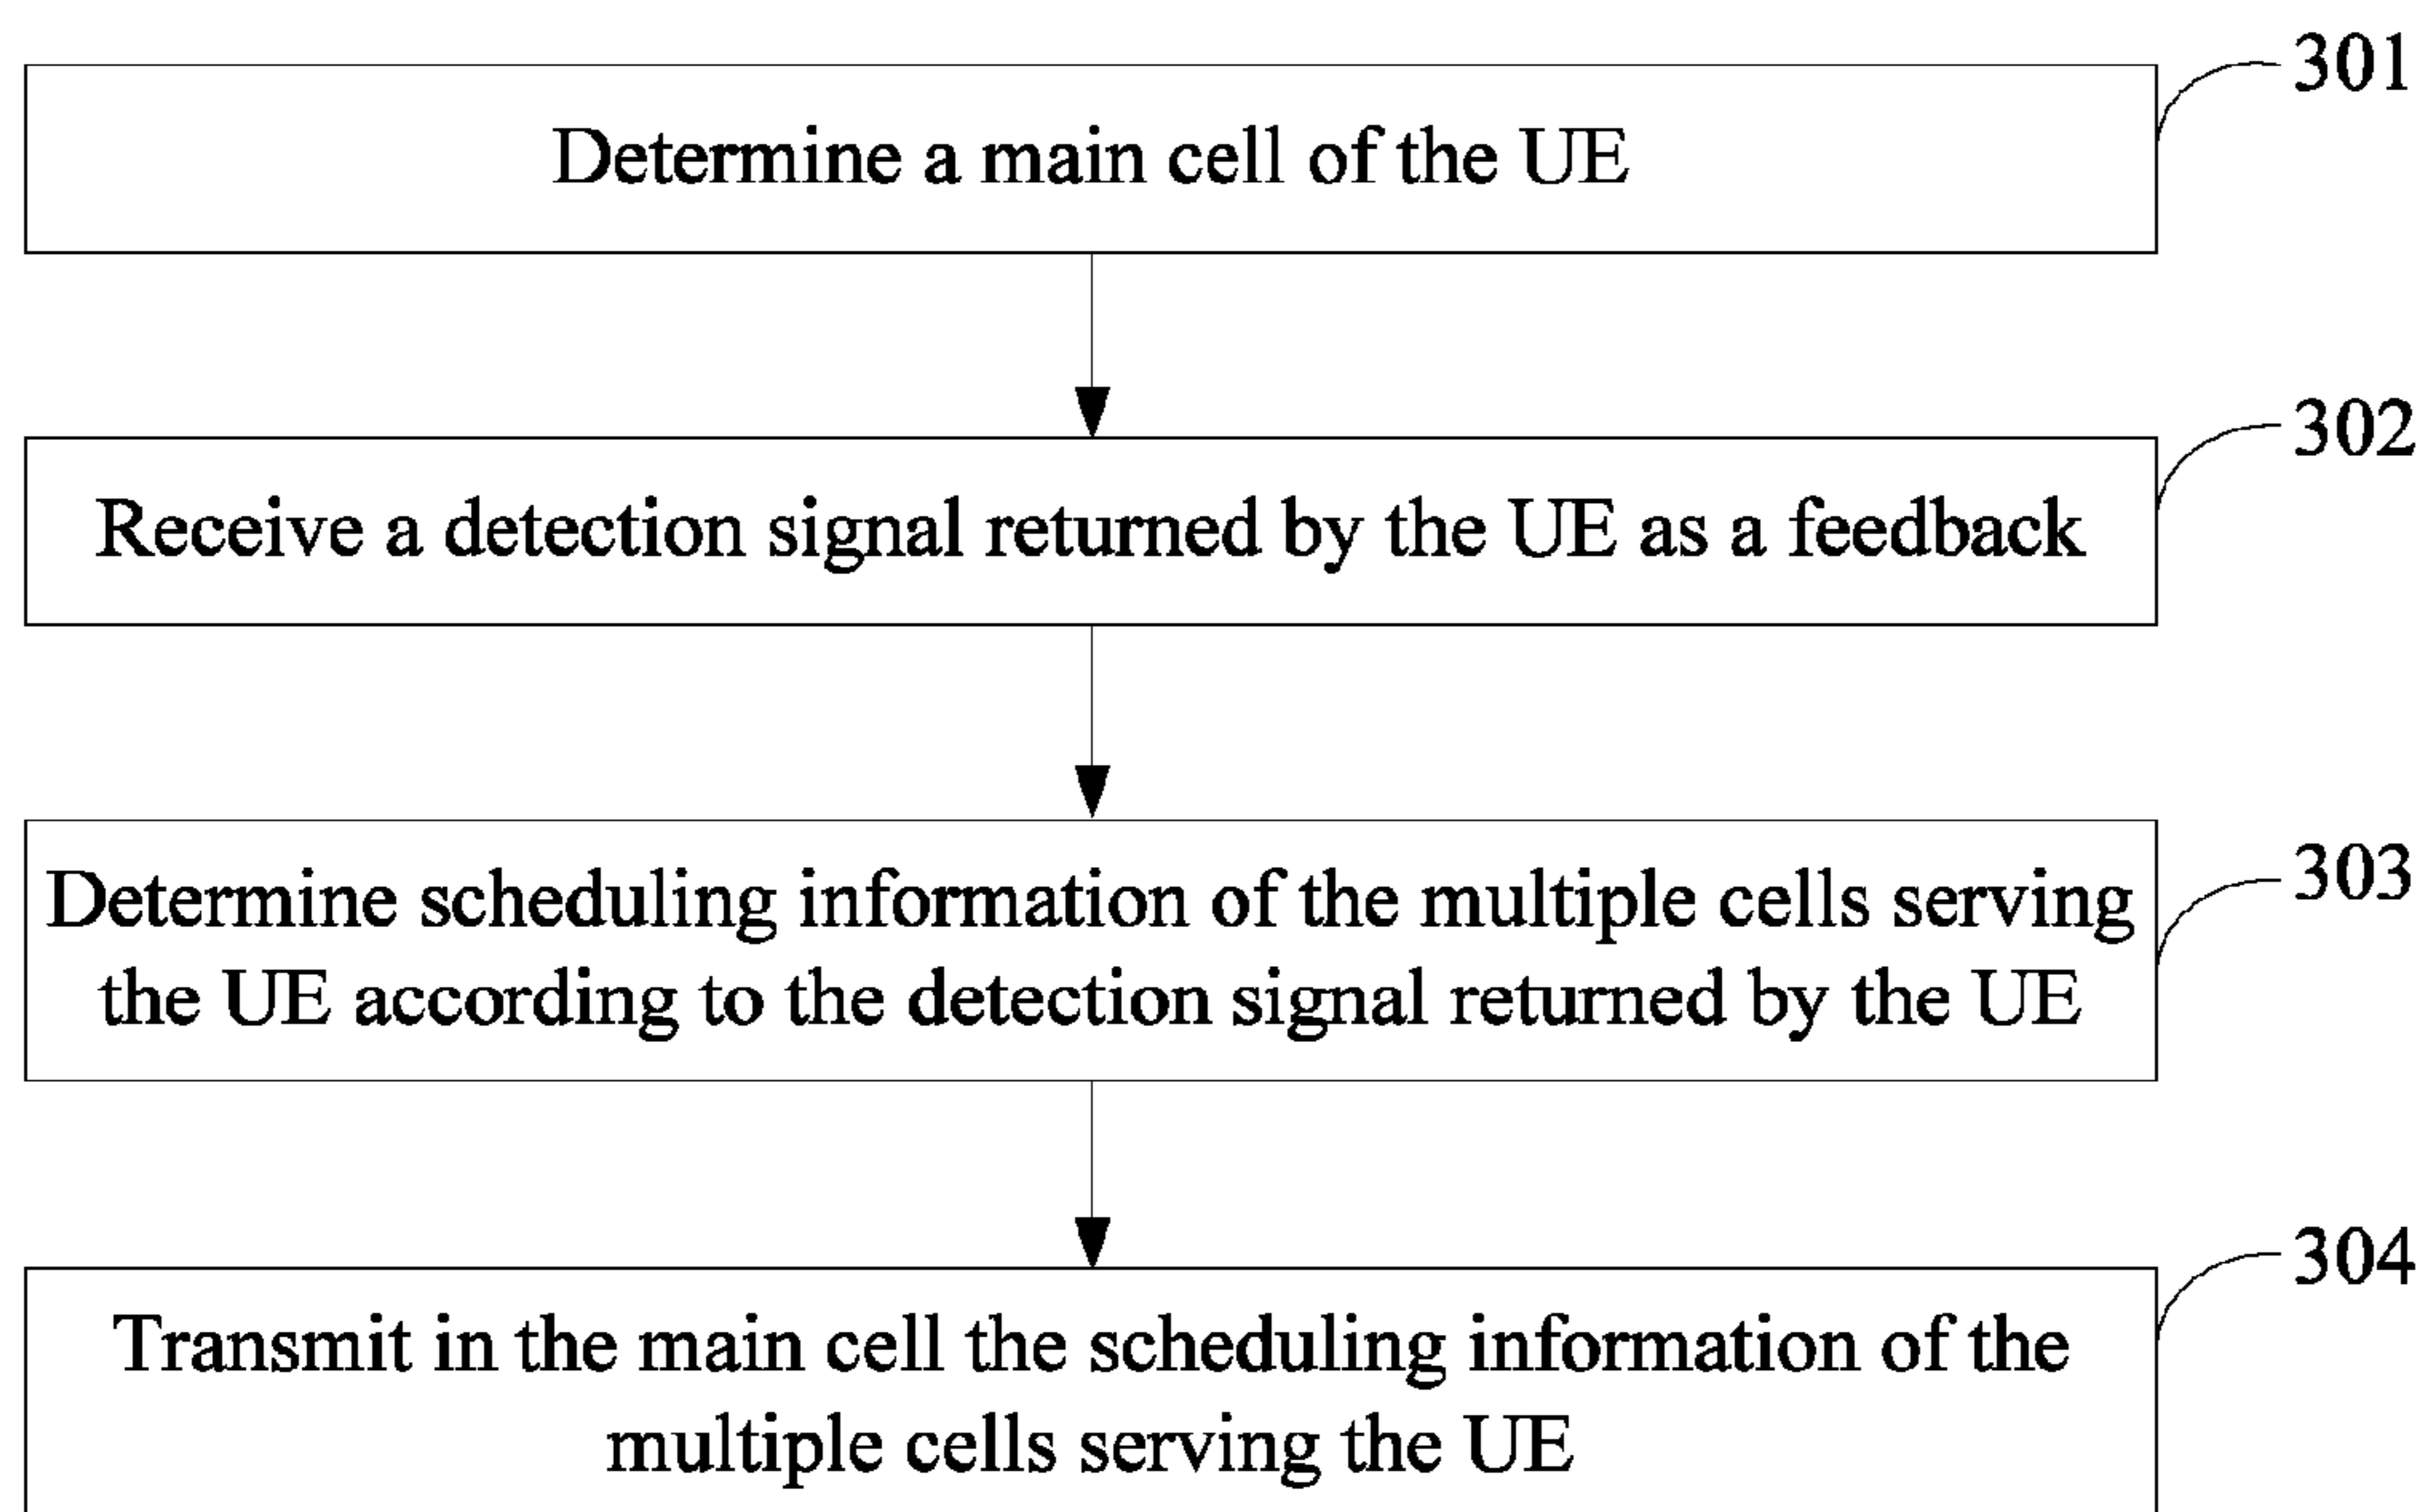 301
Determine a main cell of the UE
302
Receive a detection signal returned by the UE as a feedback
303
Determine scheduling information of the multiple cells serving
the UE according to the detection signal returned by the UE
304
Transmit in the main cell the scheduling information of the
multiple cells serving the UE